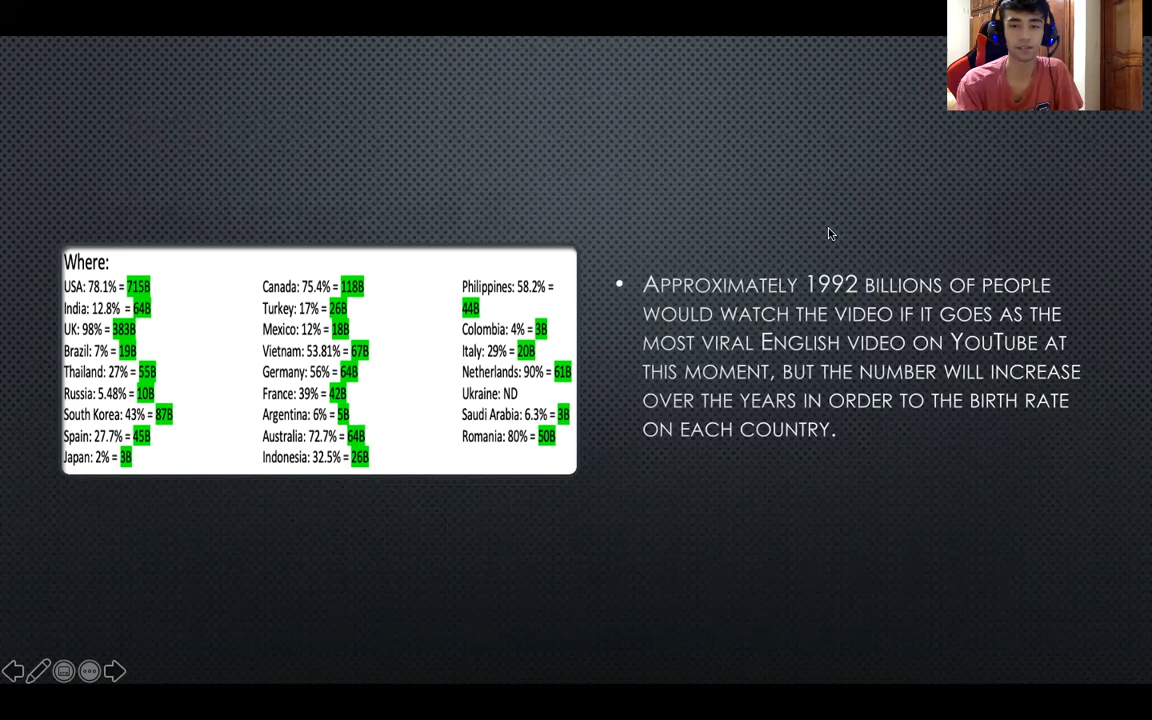 Where:
USA: 78.1% = 715B
India: 12.8% = 64B
UK: 98% = 383B
Brazil: 7% = 19B
Thailand: 27% = 55B
Russia: 5.48% = 10B
South Korea: 43% = 87B
Spain: 27.7% = 45B
Japan: 2% = 3B
Canada: 75.4% = 118B
Turkey: 17% = 26B
Mexico: 12% = 18B
Vietnam: 53.81% = 67B
Germany: 56% = 64B
France: 39% = 42B
Argentina: 6% = 5B
Australia: 72.7% = 64B
Indonesia: 32.5% = 26B
Philippines: 58.2% =
44B
Colombia: 4% = 3B
Italy: 29% = 20B
Netherlands: 90% = 61B
Ukraine: ND
Saudi Arabia: 6.3% = 3B
Romania: 80% = 50B
• Approximately 1992 billions of people
would watch the video if it goes as the
most viral English video on YouTube at
this moment, but the number will increase
over the years in order to the birth rate
on each country.